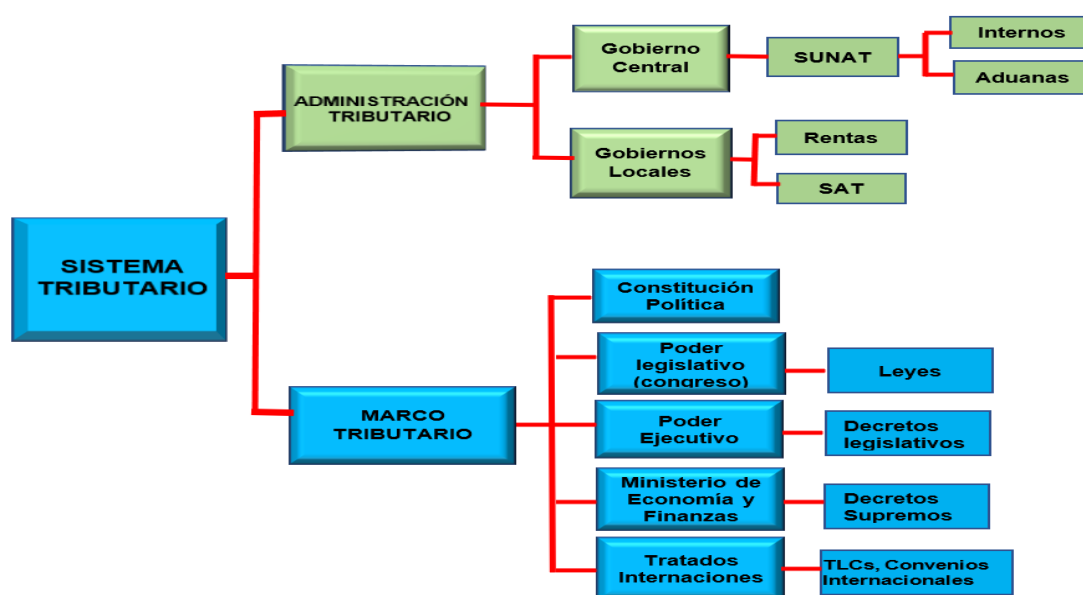 SISTEMA
TRIBUTARIO
ADMINISTRACIÓN
TRIBUTARIO
Gobierno
Central
SUNAT
Internos
Aduanas
Gobiernos
Locales
Rentas
SAT
MARCO
TRIBUTARIO
Constitución
Política
Poder
legislativo
(congreso)
Leyes
Poder
Ejecutivo
Decretos
legislativos
Ministerio de
Economía y
Finanzas
Decretos
Supremos
Tratados
Internaciones
TLCs, Convenios
Internacionales